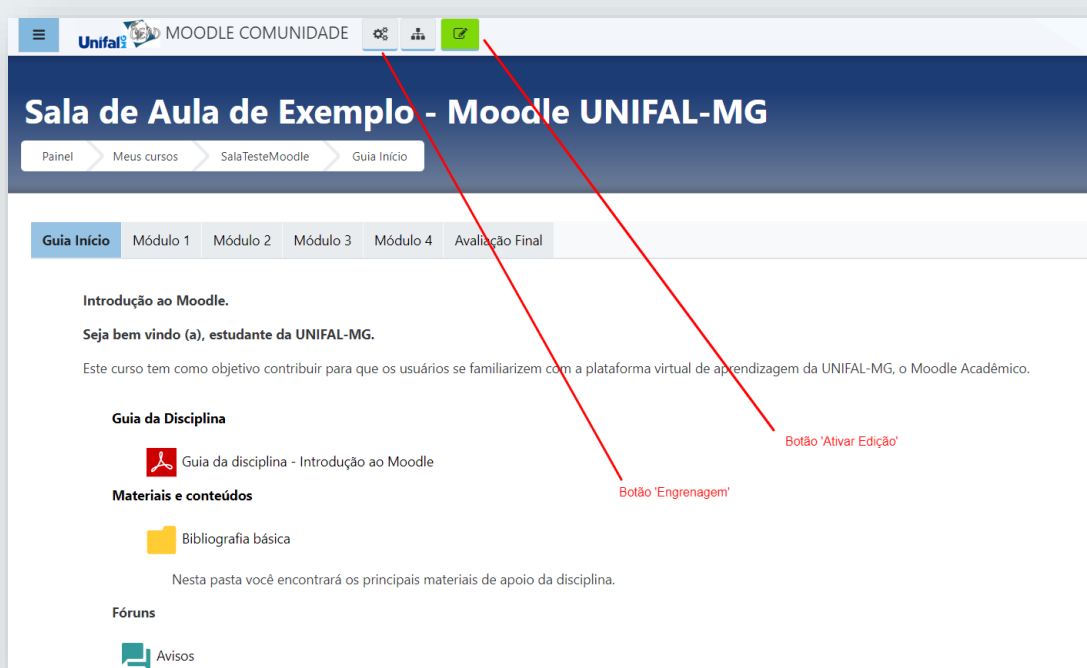 Unifal MG CEAD MOODLE COMUNIDADE
Sala de Aula de Exemplo - Moodle UNIFAL-MG
Painel Meus cursos SalaTesteMoodle Guia Início
Guia Início Módulo 1 Módulo 2 Módulo 3 Módulo 4 Avaliação Final
Introdução ao Moodle.
Seja bem vindo (a), estudante da UNIFAL-MG.
Este curso tem como objetivo contribuir para que os usuários se familiarizem com a plataforma virtual de aprendizagem da UNIFAL-MG, o Moodle Acadêmico.
Guia da Disciplina
Botão 'Ativar Edição'
Guia da disciplina - Introdução ao Moodle
Materiais e conteúdos
Botão 'Engrenagem'
Bibliografia básica
Nesta pasta você encontrará os principais materiais de apoio da disciplina.
Fóruns
Avisos